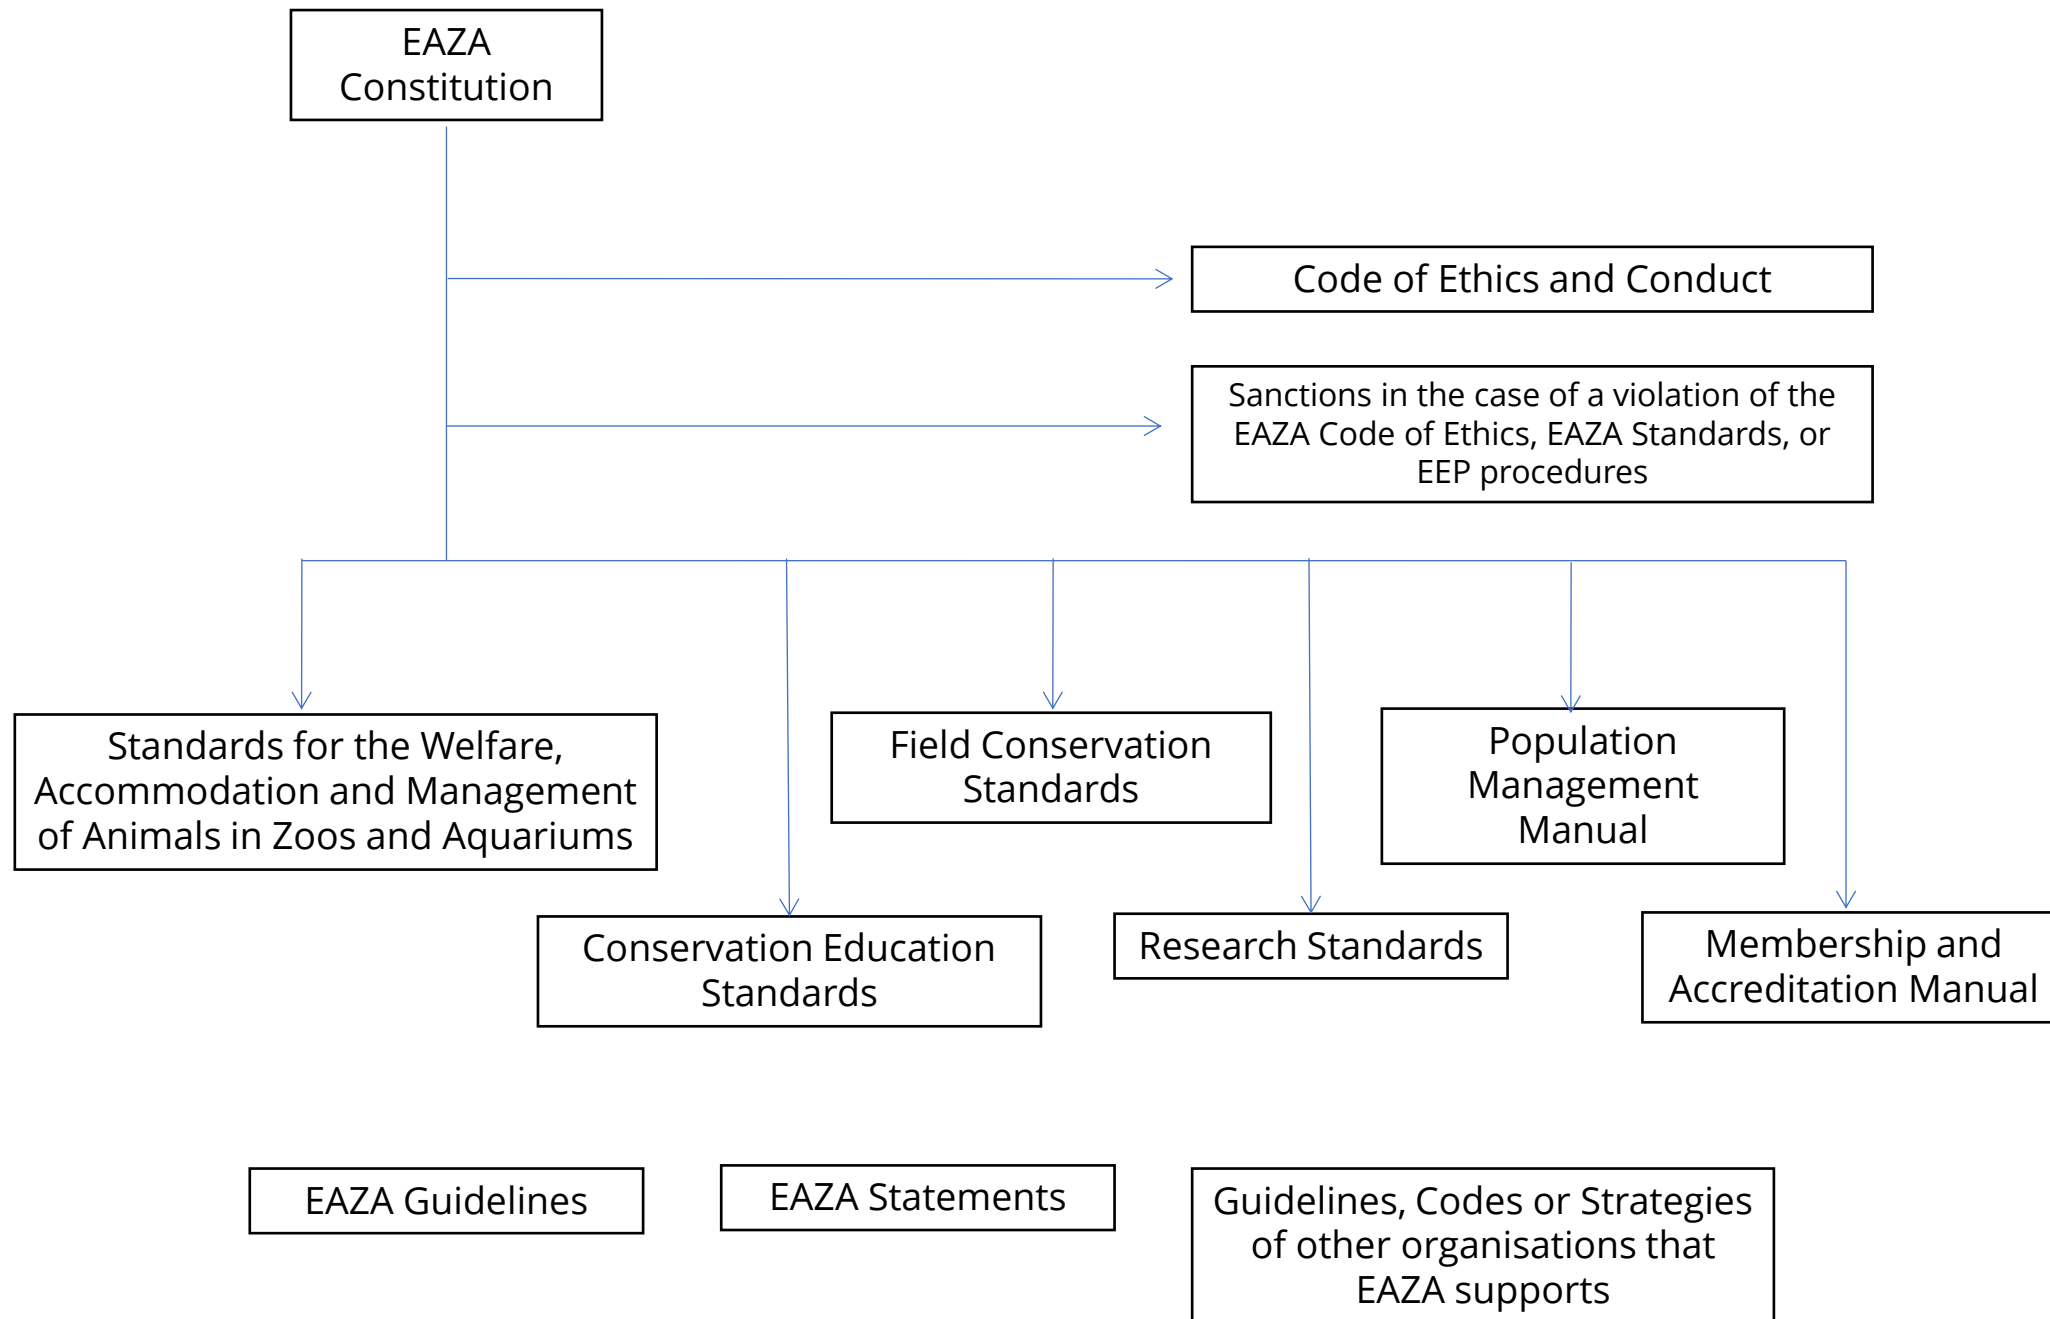 EAZA
Constitution
Code of Ethics and Conduct
Sanctions in the case of a violation of the
EAZA Code of Ethics, EAZA Standards, or
EEP procedures
Standards for the Welfare,
Accommodation and Management
of Animals in Zoos and Aquariums
Field Conservation
Standards
Population
Management
Manual
Conservation Education
Standards
Research Standards
Membership and
Accreditation Manual
EAZA Guidelines
EAZA Statements
Guidelines, Codes or Strategies
of other organisations that
EAZA supports